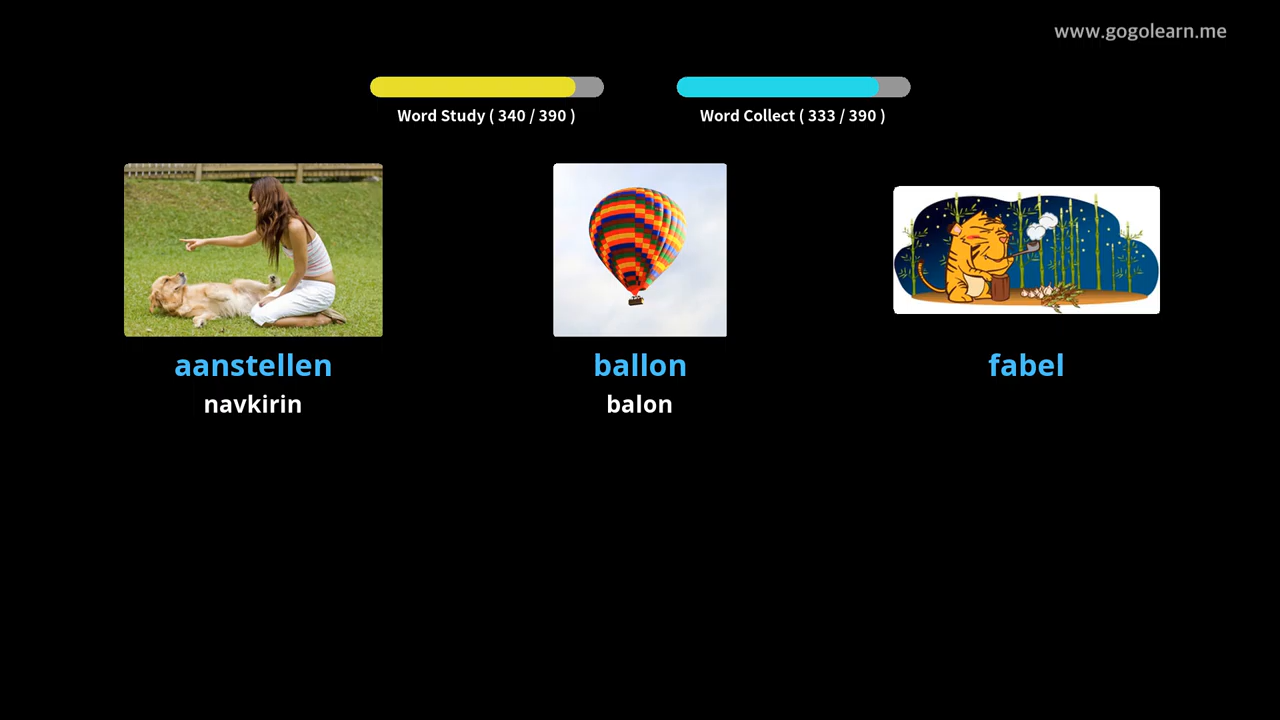 www.gogolearn.me
Word Study ( 340 / 390 )
Word Collect ( 333 / 390 )
aanstellen
navkirin
ballon
balon
fabel